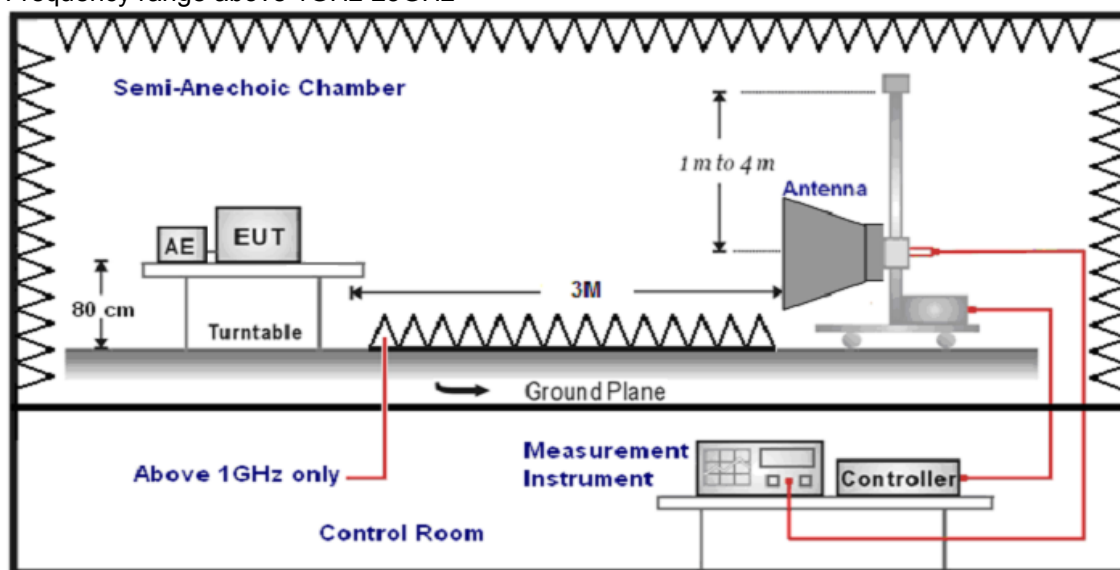 Semi-Anechoic Chamber
1 m to 4 m
Antenna
AE
EUT
80 cm
3M
Turntable
Ground Plane
Above 1GHz only
Measurement
Instrument
Controller
Control Room